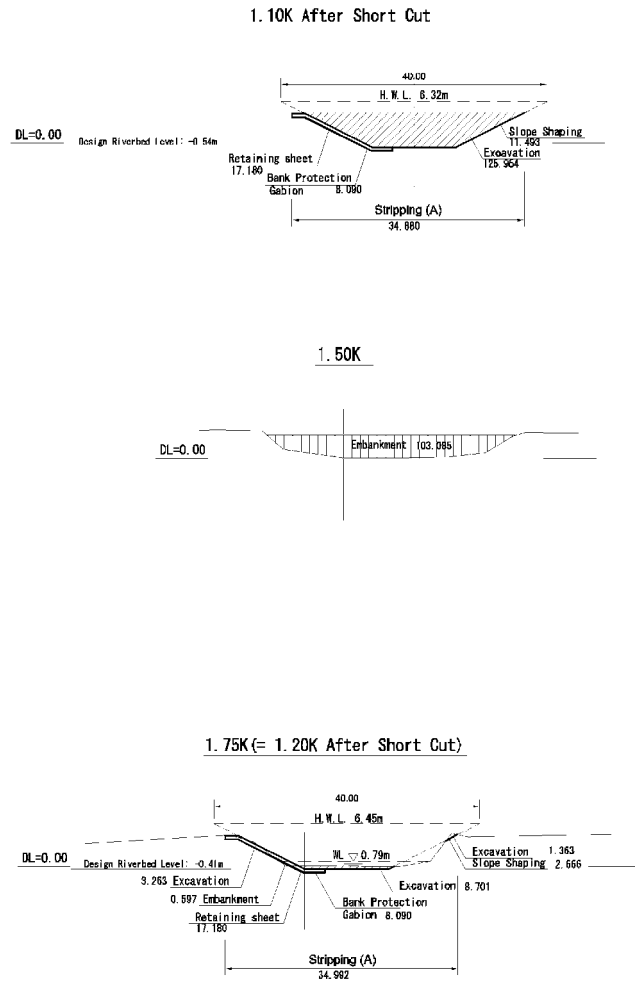 1.10K After Short Cut
40.00
H.W.L. 6.32m
DL=0.00
Design Riverbed Level: -0.54m
Slope Shaping
11.493
Excavation
125.964
Retaining sheet
17.180
Bank Protection
Gabion 8.090
Stripping (A)
34.880
1.50K
Embankment 103.085
DL=0.00
1.75K(= 1.20K After Short Cut)
40.00
H.W.L. 6.45m
DL=0.00
Design Riverbed Level: -0.41m
WL ▽ 0.79m
Excavation 1.363
Slope Shaping 2.666
3.263 Excavation
0.597 Embankment
Excavation 8.701
Bank Protection
Gabion 8.090
Retaining sheet
17.180
Stripping (A)
34.992